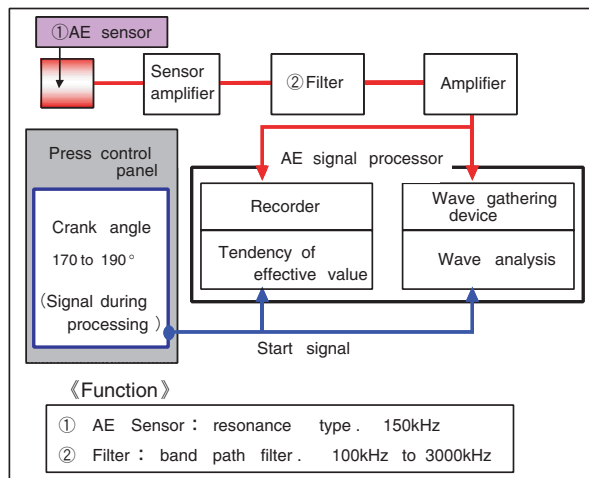 ①AE sensor
Sensor
amplifier
②Filter
Amplifier
Press control
panel
AE signal processor
Crank angle
170 to 190°
(Signal during
processing)
Recorder
Tendency of
effective value
Wave gathering
device
Wave analysis
Start signal
《Function》
① AE Sensor： resonance type. 150kHz
② Filter： band path filter. 100kHz to 3000kHz